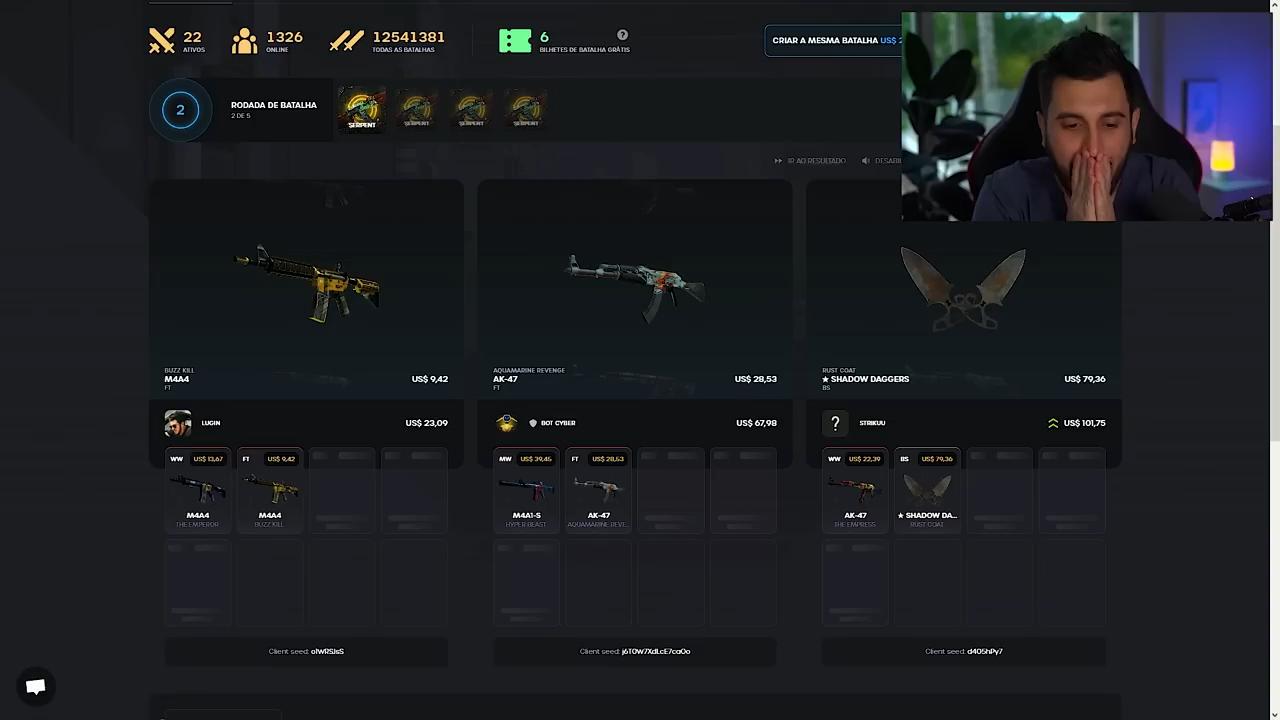 22
ATIVOS
1326
ONLINE
12541381
TODAS AS BATALHAS
6
BILHETES DE BATALHA GRÁTIS
?
CRIAR A MESMA BATALHA US$ 2
2
RODADA DE BATALHA
2 DE 5
SERPENT
SERPENT
SERPENT
SERPENT
IR AO RESULTADO
DESABI
BUZZ KILL
M4A4
FT
US$ 9,42
AQUAMARINE REVENGE
AK-47
FT
US$ 28,53
RUST COAT
★ SHADOW DAGGERS
BS
US$ 79,36
LUGIN
US$ 23,09
BOT CYBER
US$ 67,98
?
STRIKUU
US$ 101,75
WW US$ 13,67
M4A4
THE EMPEROR
FT US$ 9,42
M4A4
BUZZ KILL
MW US$ 39,45
M4A1-S
HYPER BEAST
FT US$ 28,53
AK-47
AQUAMARINE REVE...
WW US$ 22,39
AK-47
THE EMPRESS
BS US$ 79,36
★ SHADOW DA...
RUST COAT
Client seed: olWRSJsS
Client seed: j6T0W7XdLcE7caOo
Client seed: d405hPy7